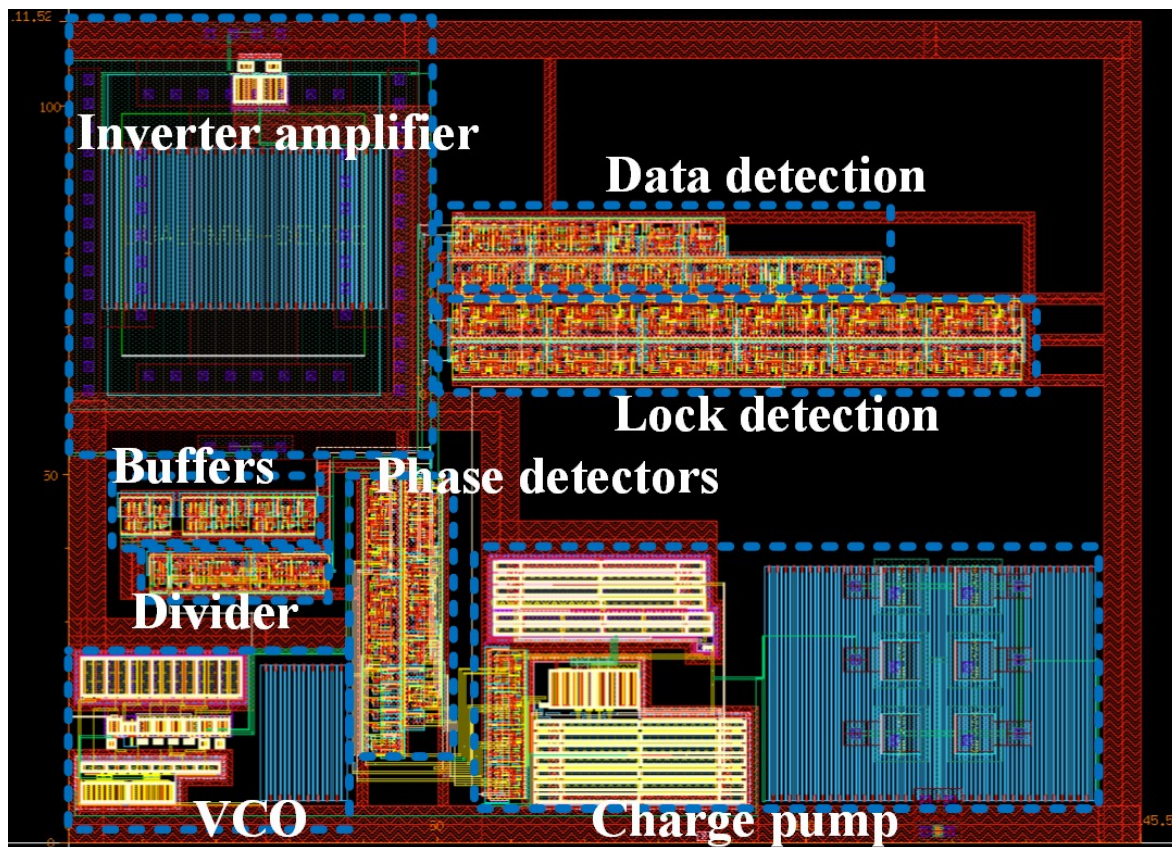 11.52
100
Inverter amplifier
Data detection
Lock detection
50
Buffers
Phase detectors
Divider
VCO
50
Charge pump
45.5
0